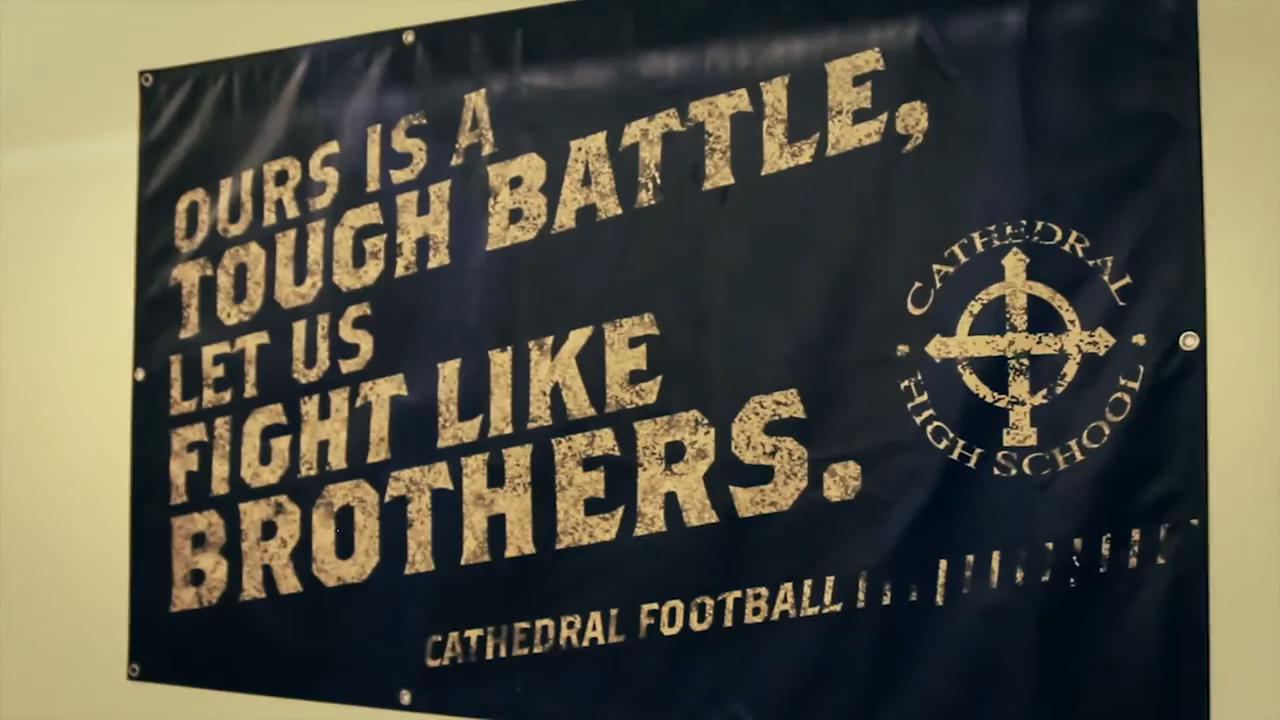 OURS IS A
TOUGH BATTLE,
LET US
FIGHT LIKE
BROTHERS.
CATHEDRAL
HIGH SCHOOL
CATHEDRAL FOOTBALL